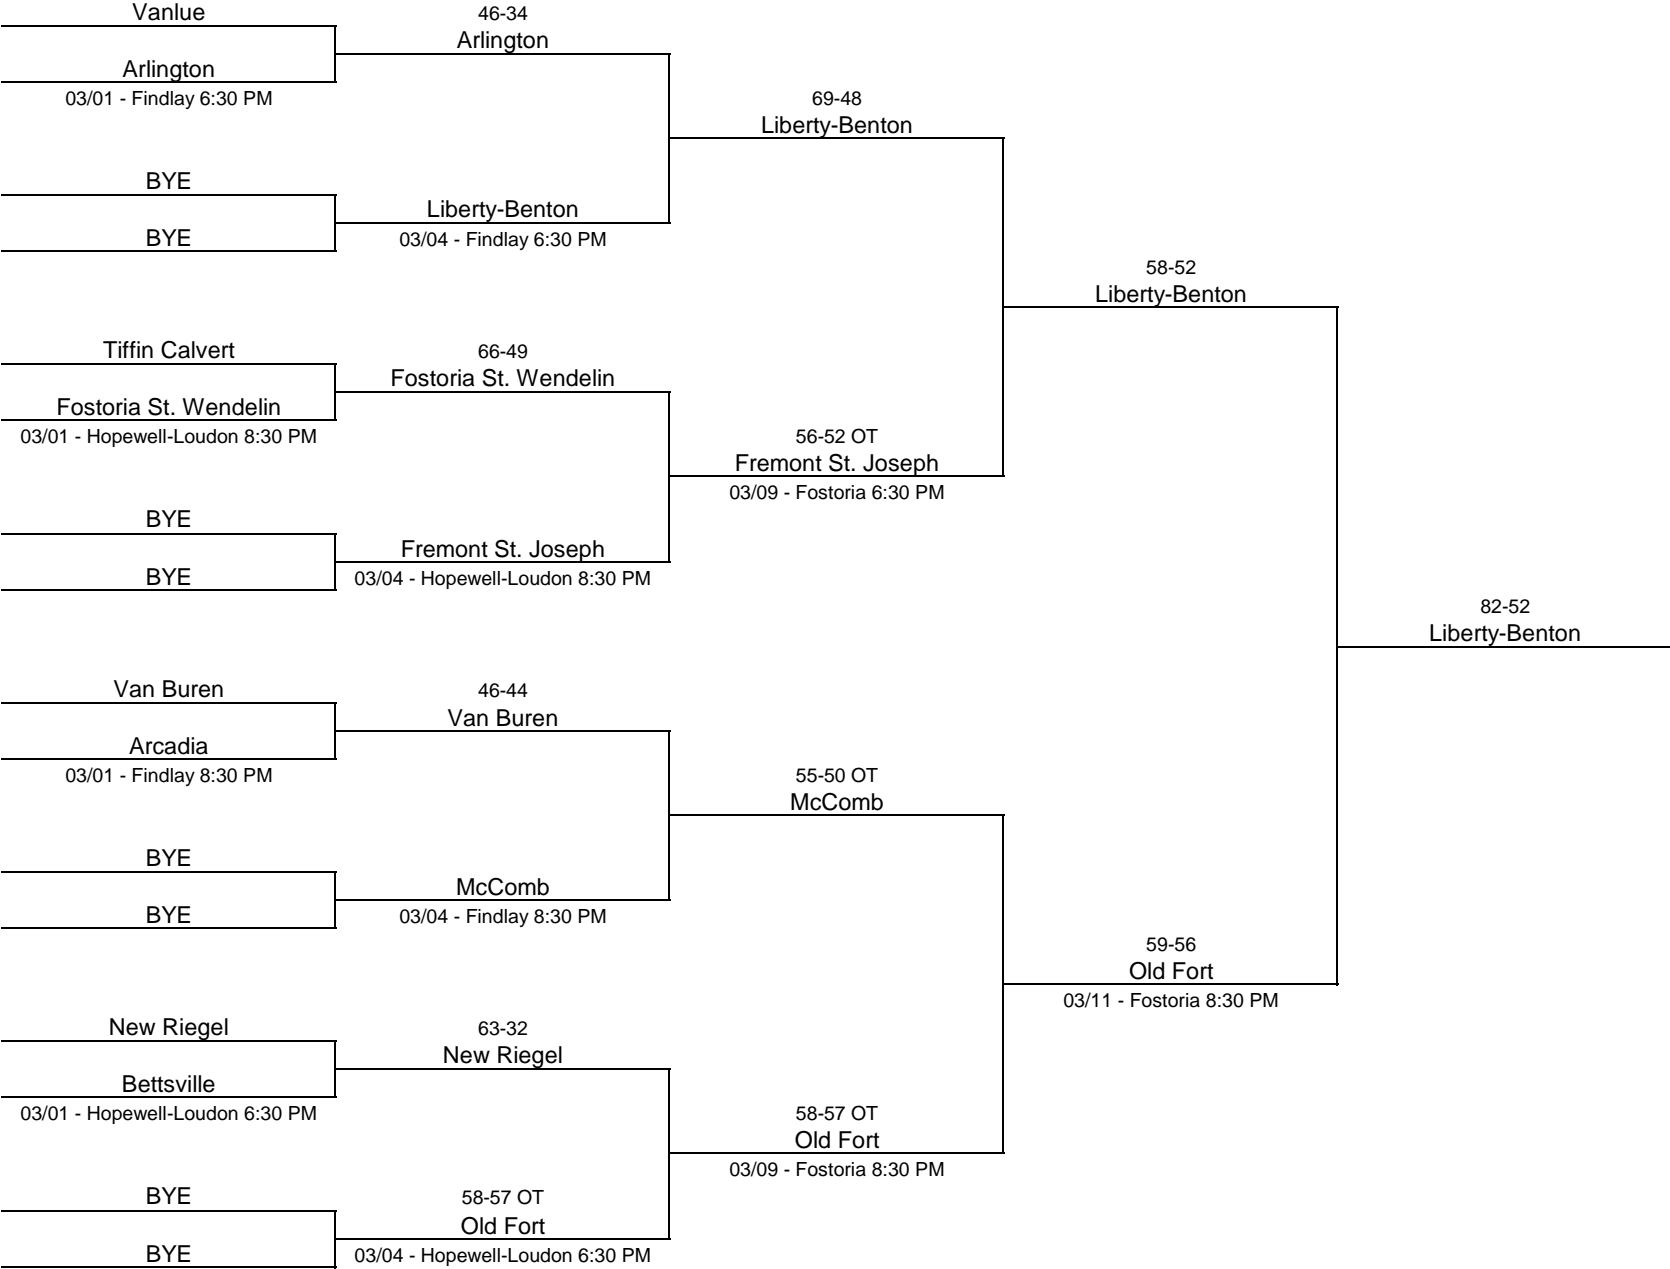 Vanlue
46-34
Arlington
Arlington
03/01 - Findlay 6:30 PM
69-48
Liberty-Benton
BYE
Liberty-Benton
BYE
03/04 - Findlay 6:30 PM
58-52
Liberty-Benton
Tiffin Calvert
66-49
Fostoria St. Wendelin
Fostoria St. Wendelin
03/01 - Hopewell-Loudon 8:30 PM
56-52 OT
Fremont St. Joseph
03/09 - Fostoria 6:30 PM
BYE
Fremont St. Joseph
BYE
03/04 - Hopewell-Loudon 8:30 PM
82-52
Liberty-Benton
Van Buren
46-44
Van Buren
Arcadia
03/01 - Findlay 8:30 PM
55-50 OT
McComb
BYE
McComb
BYE
03/04 - Findlay 8:30 PM
59-56
Old Fort
03/11 - Fostoria 8:30 PM
New Riegel
63-32
New Riegel
Bettsville
03/01 - Hopewell-Loudon 6:30 PM
58-57 OT
Old Fort
03/09 - Fostoria 8:30 PM
BYE
58-57 OT
Old Fort
BYE
03/04 - Hopewell-Loudon 6:30 PM